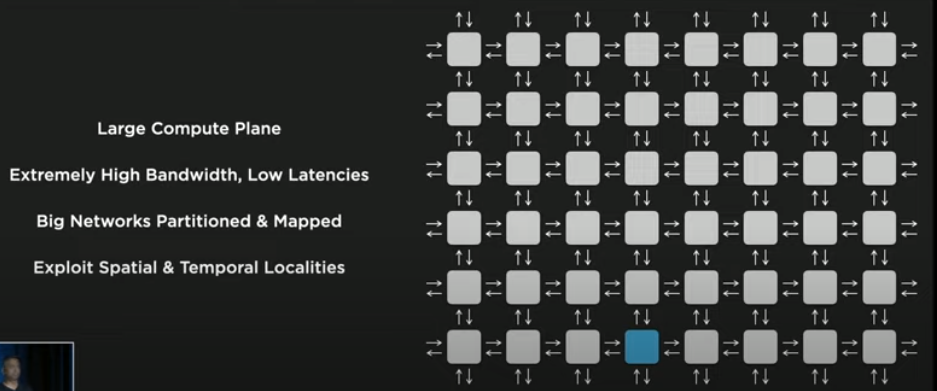 Large Compute Plane
Extremely High Bandwidth, Low Latencies
Big Networks Partitioned & Mapped
Exploit Spatial & Temporal Localities